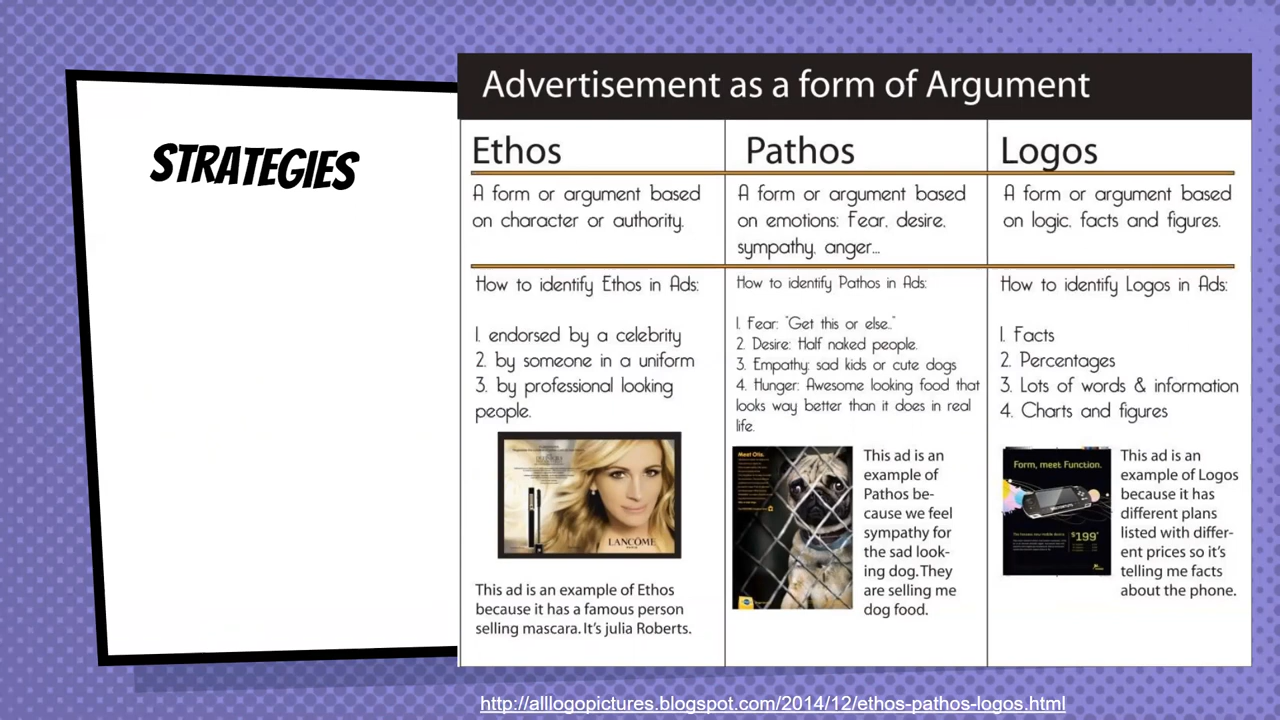 STRATEGIES
Advertisement as a form of Argument
Ethos
A form or argument based
on character or authority.
How to identify Ethos in Ads:
1. endorsed by a celebrity
2. by someone in a uniform
3. by professional looking
people.
LANCÔME
This ad is an example of Ethos
because it has a famous person
selling mascara. It's julia Roberts.
Pathos
A form or argument based
on emotions: Fear, desire,
sympathy, anger...
How to identify Pathos in Ads:
1. Fear: "Get this or else.."
2. Desire: Half naked people.
3. Empathy: sad kids or cute dogs
4. Hunger: Awesome looking food that
looks way better than it does in real
life.
Meet Otis.
This ad is an
example of
Pathos be-
cause we feel
sympathy for
the sad look-
ing dog. They
are selling me
dog food.
Logos
A form or argument based
on logic, facts and figures.
How to identify Logos in Ads:
1. Facts
2. Percentages
3. Lots of words & information
4. Charts and figures
Form, meet Function.
$199*
This ad is an
example of Logos
because it has
different plans
listed with differ-
ent prices so it's
telling me facts
about the phone.
http://alllogopictures.blogspot.com/2014/12/ethos-pathos-logos.html